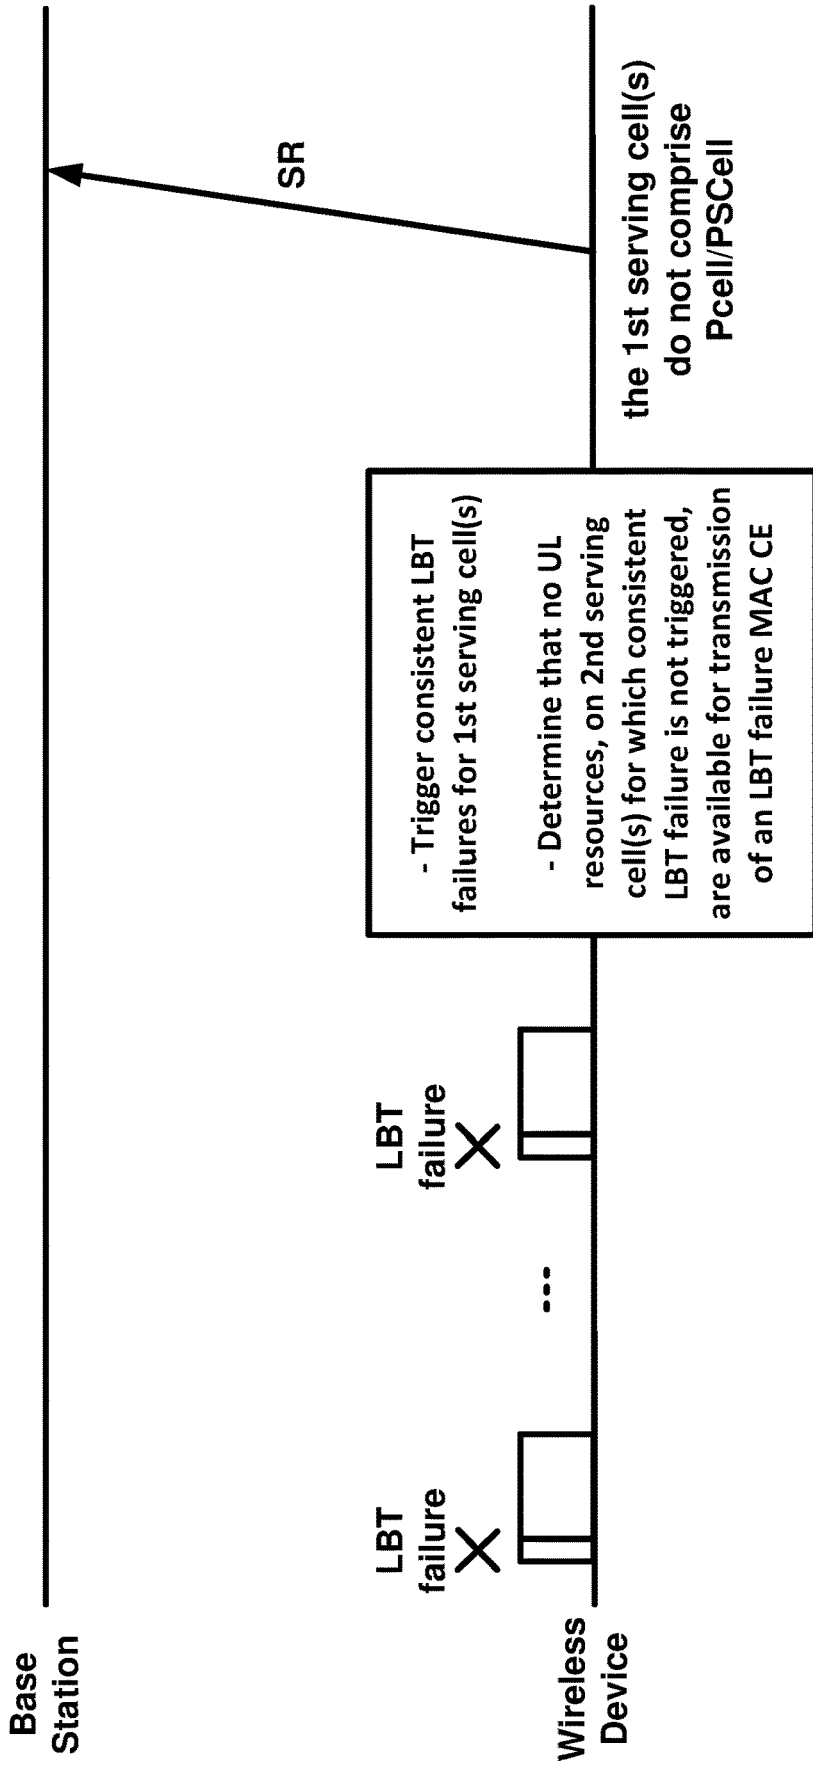 Base
Station
SR
LBT
failure
LBT
failure
---
- Trigger consistent LBT
failures for 1st serving cell(s)
- Determine that no UL
resources, on 2nd serving
cell(s) for which consistent
LBT failure is not triggered,
are available for transmission
of an LBT failure MAC CE
Wireless
Device
the 1st serving cell(s)
do not comprise
Pcell/PSCell